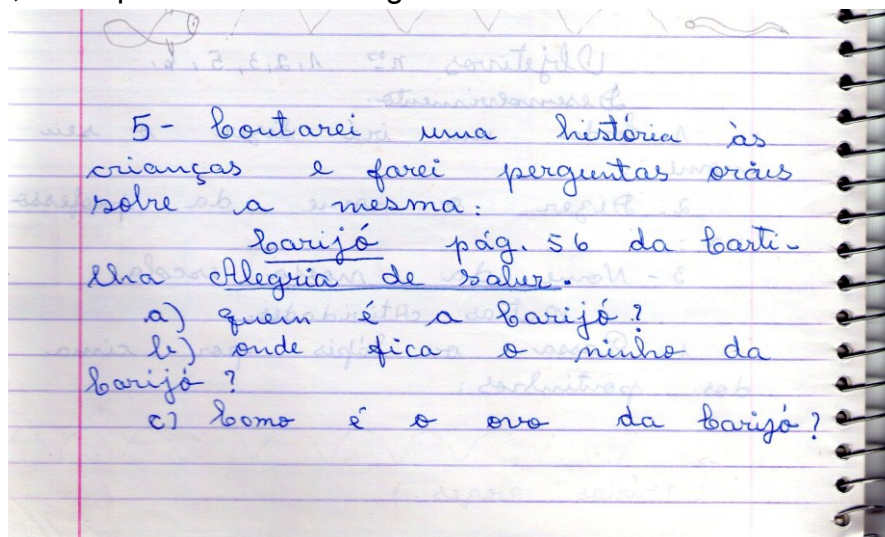 5- Contarei uma história às
crianças e farei perguntas orais
sobre a mesma:
Carijó pág. 56 da Carti-
lha Alegria de saber.
a) quem é a Carijó?
b) onde fica o ninho da
Carijó?
c) Como é o ovo da Carijó?